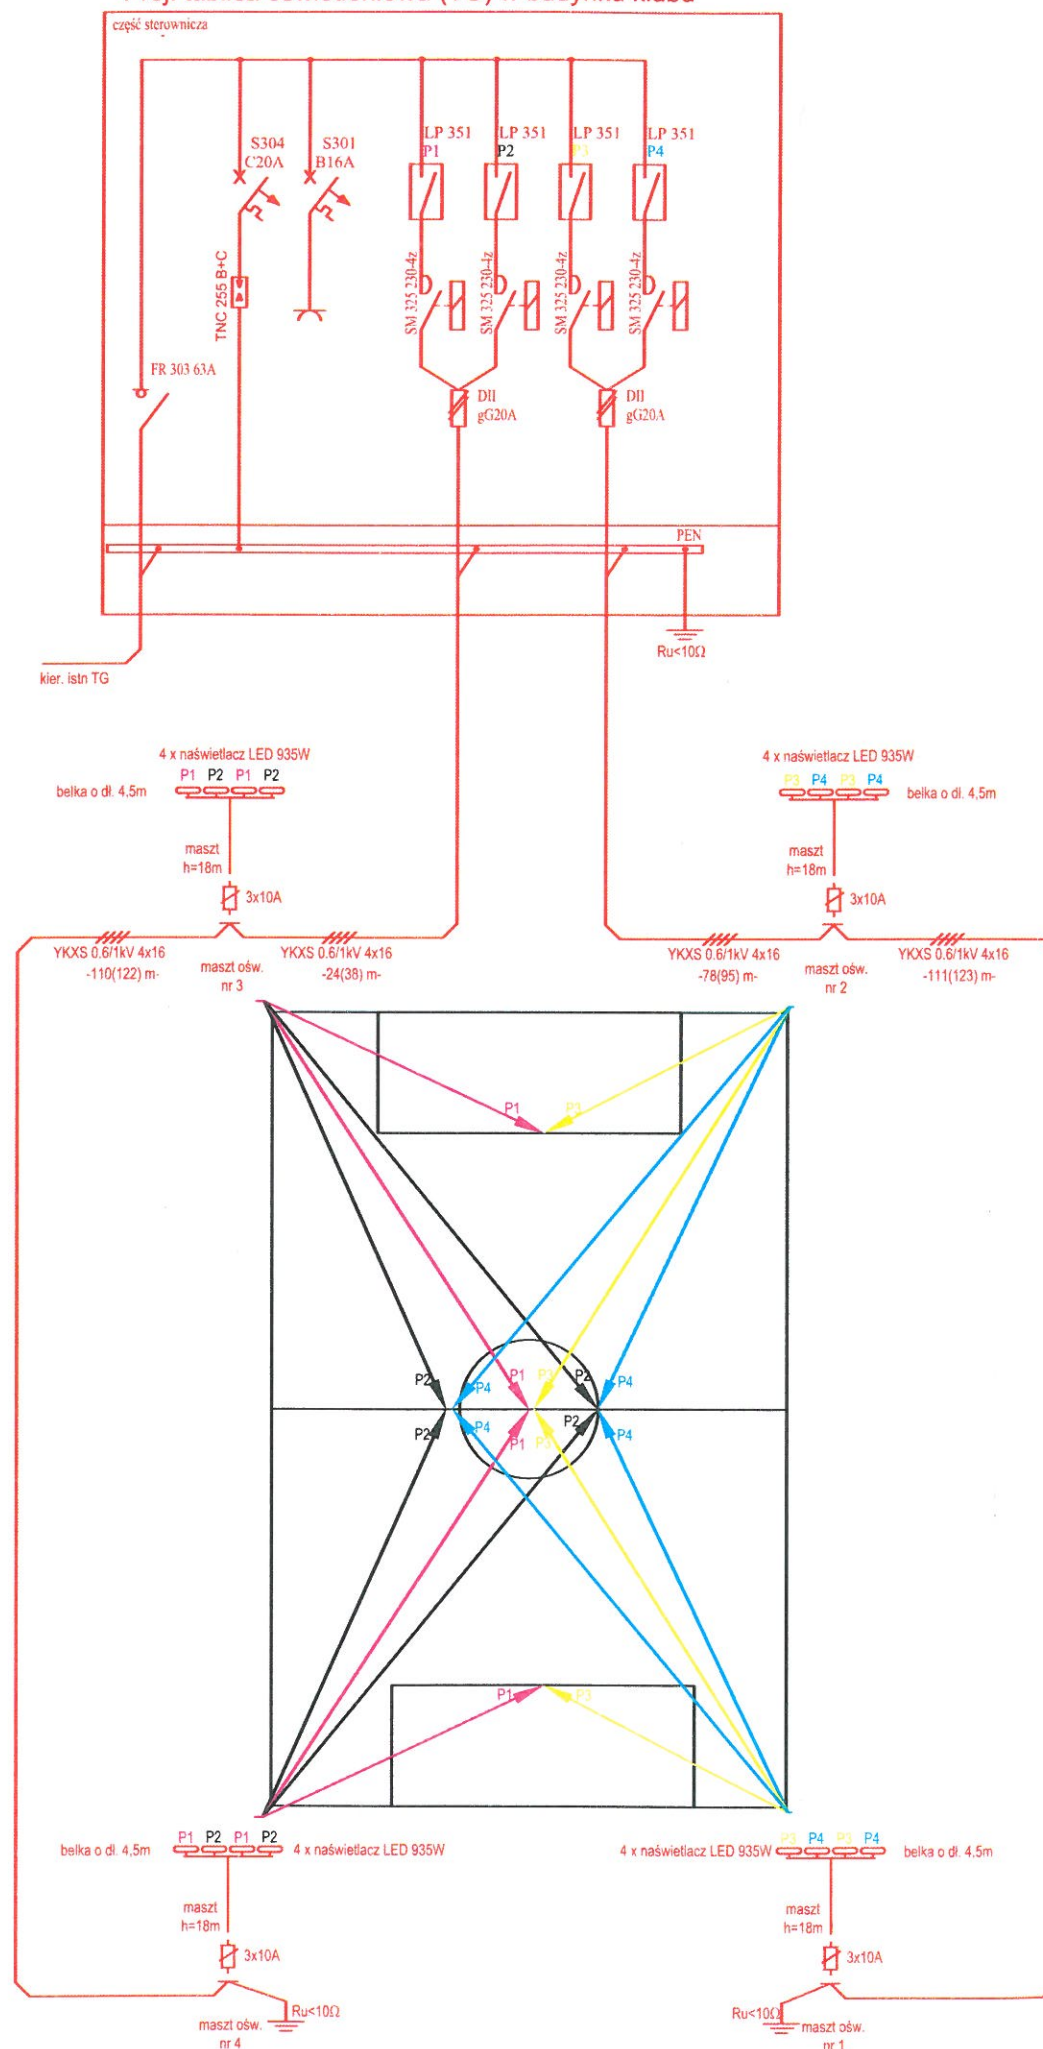 część sterownicza
S304
C20A
S301
B16A
LP 351
P1
LP 351
P2
LP 351
P3
LP 351
P4
TNC 255 B+C
SM 325 230-4z
SM 325 230-4z
SM 325 230-4z
SM 325 230-4z
FR 303 63A
DII
gG20A
DII
gG20A
PEN
Ru<10Ω
kier. istn TG
4 x naświetlacz LED 935W
P1 P2 P1 P2
belka o dł. 4,5m
maszt
h=18m
3x10A
4 x naświetlacz LED 935W
P3 P4 P3 P4
belka o dł. 4,5m
maszt
h=18m
3x10A
YKXS 0.6/1kV 4x16
-110(122) m-
maszt ośw.
nr 3
YKXS 0.6/1kV 4x16
-24(38) m-
YKXS 0.6/1kV 4x16
-78(95) m-
maszt ośw.
nr 2
YKXS 0.6/1kV 4x16
-111(123) m-
P1 P3
P2 P4 P1 P3 P2 P4
P2 P4 P1 P3 P2 P4
P1 P3
belka o dł. 4,5m
P1 P2 P1 P2
4 x naświetlacz LED 935W
maszt
h=18m
3x10A
Ru<10Ω
maszt ośw.
nr 4
4 x naświetlacz LED 935W
P3 P4 P3 P4
belka o dł. 4,5m
maszt
h=18m
3x10A
Ru<10Ω
maszt ośw.
nr 1